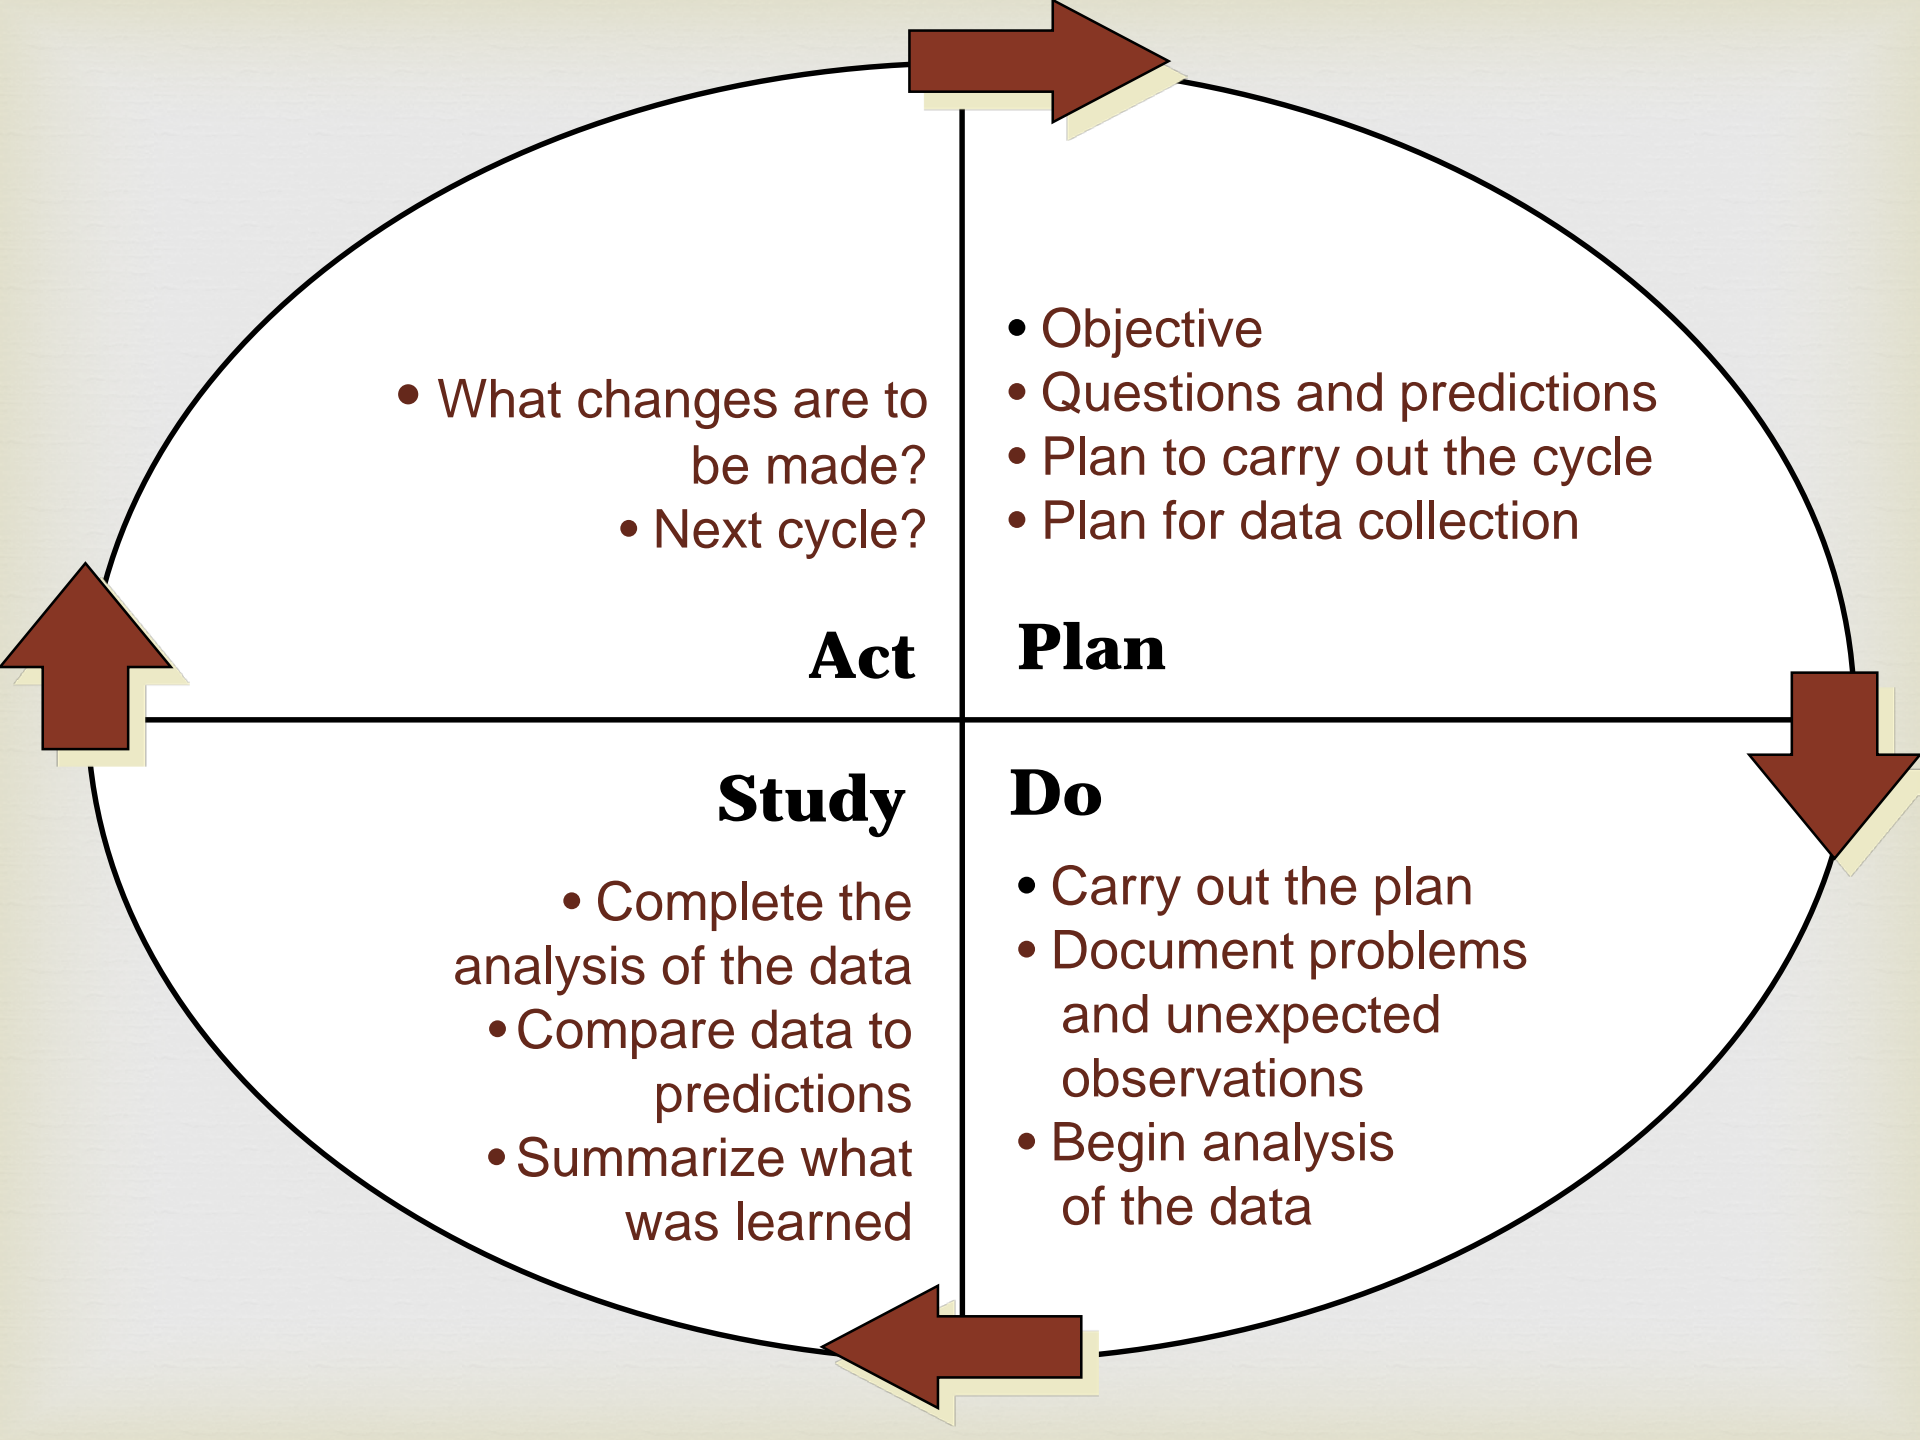 • What changes are to
be made?
• Next cycle?
Act
• Objective
• Questions and predictions
• Plan to carry out the cycle
• Plan for data collection
Plan
Study
• Complete the
analysis of the data
• Compare data to
predictions
• Summarize what
was learned
Do
• Carry out the plan
• Document problems
and unexpected
observations
• Begin analysis
of the data